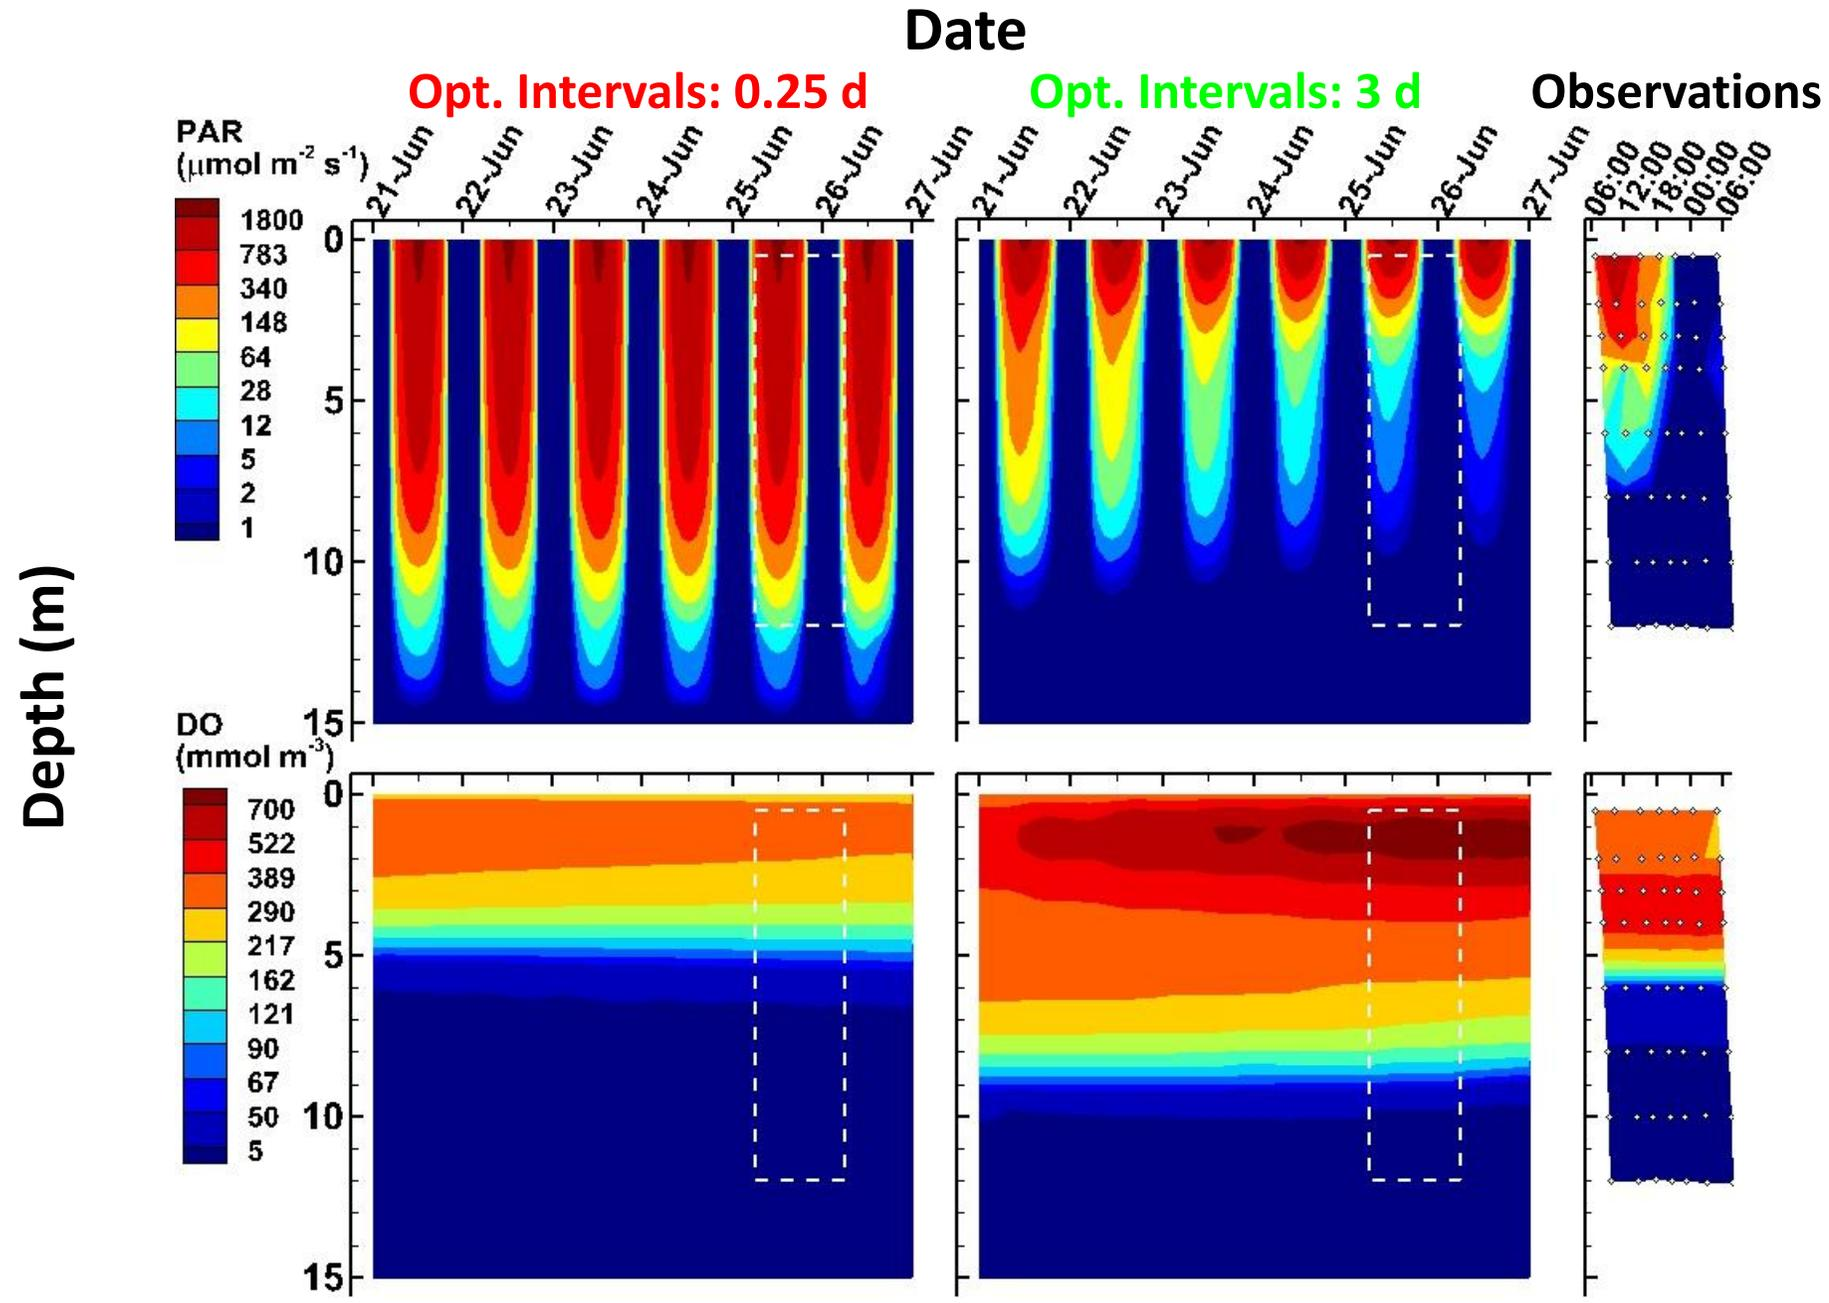 Date
Opt. Intervals: 0.25 d
Opt. Intervals: 3 d
Observations
PAR
(μmol m⁻² s⁻¹)
1800
783
340
148
64
28
12
5
2
1
21-Jun
22-Jun
23-Jun
24-Jun
25-Jun
26-Jun
27-Jun
21-Jun
22-Jun
23-Jun
24-Jun
25-Jun
26-Jun
27-Jun
06:00
12:00
18:00
00:00
06:00
0
5
10
15
Depth (m)
DO
(mmol m⁻³)
700
522
389
290
217
162
121
90
67
50
5
0
5
10
15